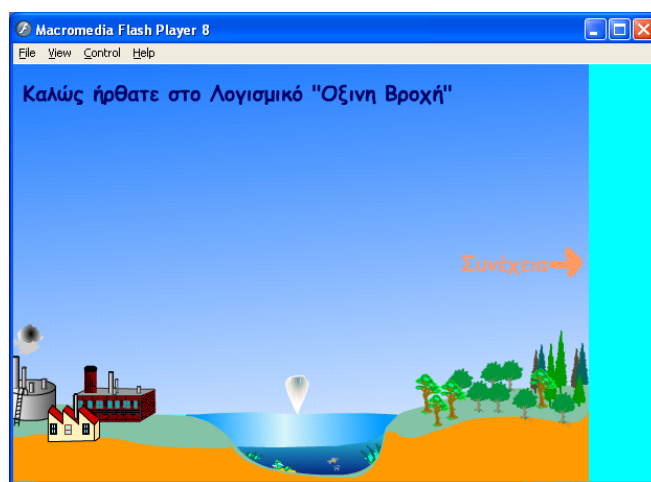 Macromedia Flash Player 8
File View Control Help
Καλώς ήρθατε στο Λογισμικό "Οξινη Βροχή"
Συνέχεια